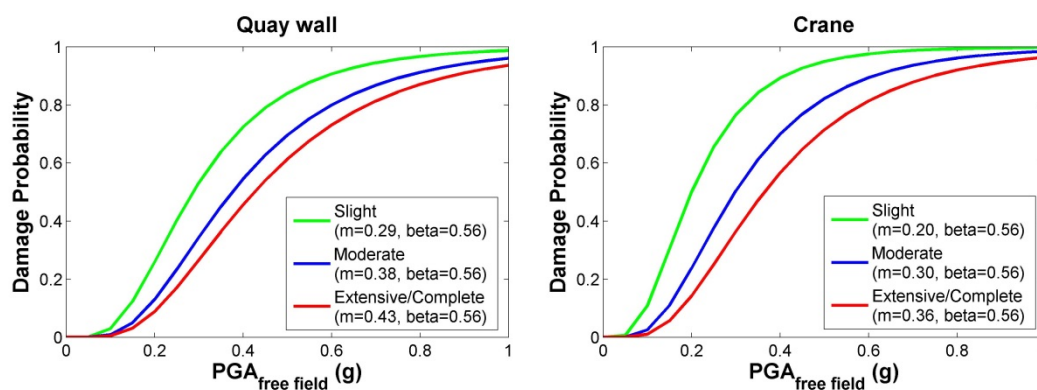 Quay wall
Damage Probability
1
0.8
0.6
0.4
0.2
0
0
0.2
0.4
0.6
0.8
1
Slight
(m=0.29, beta=0.56)
Moderate
(m=0.38, beta=0.56)
Extensive/Complete
(m=0.43, beta=0.56)
PGA free field (g)
Crane
Damage Probability
1
0.8
0.6
0.4
0.2
0
0
0.2
0.4
0.6
0.8
Slight
(m=0.20, beta=0.56)
Moderate
(m=0.30, beta=0.56)
Extensive/Complete
(m=0.36, beta=0.56)
PGA free field (g)